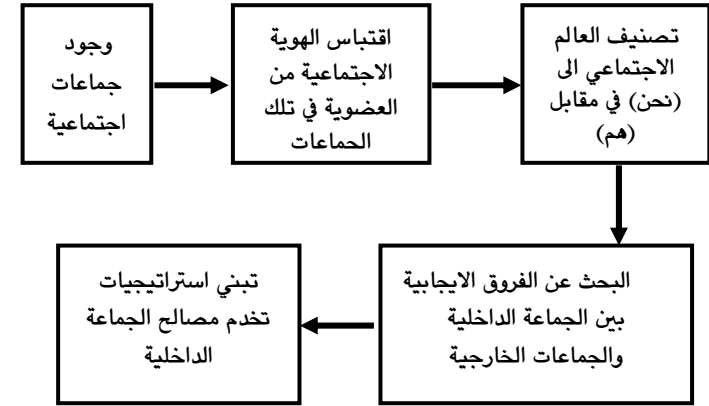 وجود
جماعات
اجتماعية
اقتباس الهوية
الاجتماعية من
العضوية في تلك
الحماعات
تصنيف العالم
الاجتماعي الى
(نحن) في مقابل
(هم)
البحث عن الفروق الايجابية
بين الجماعة الداخلية
والجماعات الخارجية
تبني استراتيجيات
تخدم مصالح الجماعة
الداخلية